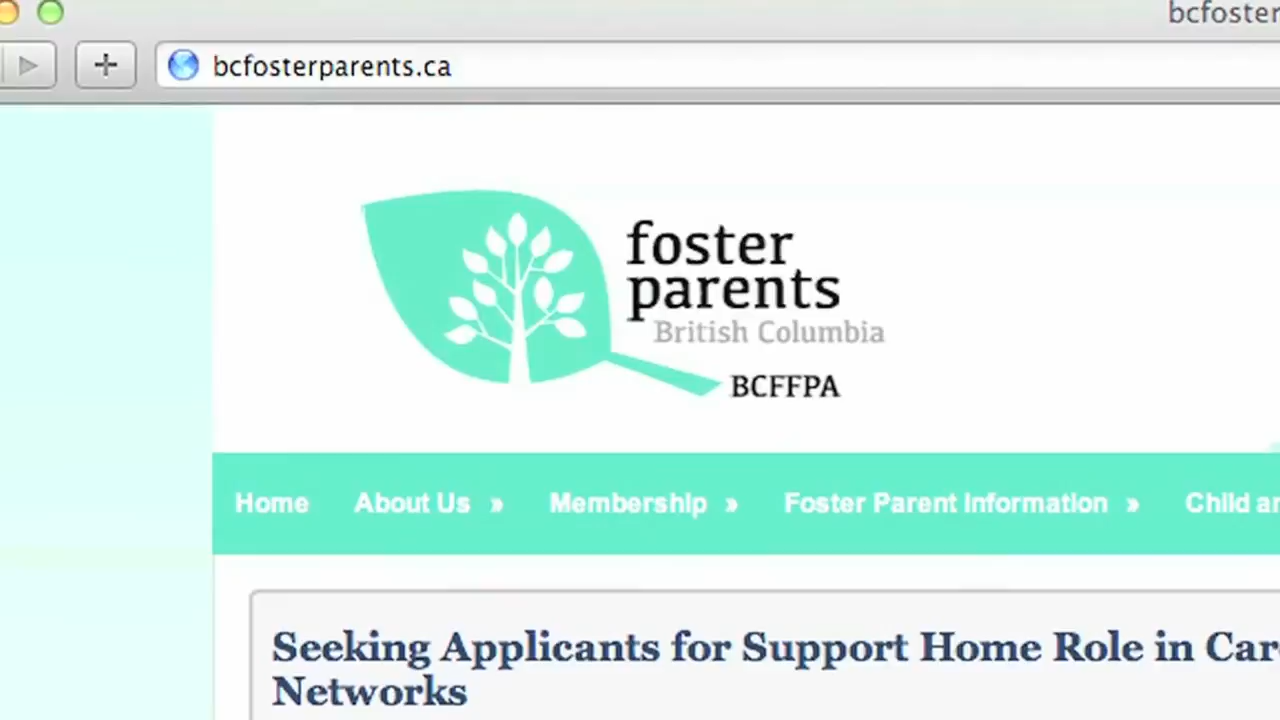 bcfoster
bcfosterparents.ca
foster
parents
British Columbia
BCFFPA
Home About Us » Membership » Foster Parent Information » Child
Seeking Applicants for Support Home Role in
Networks